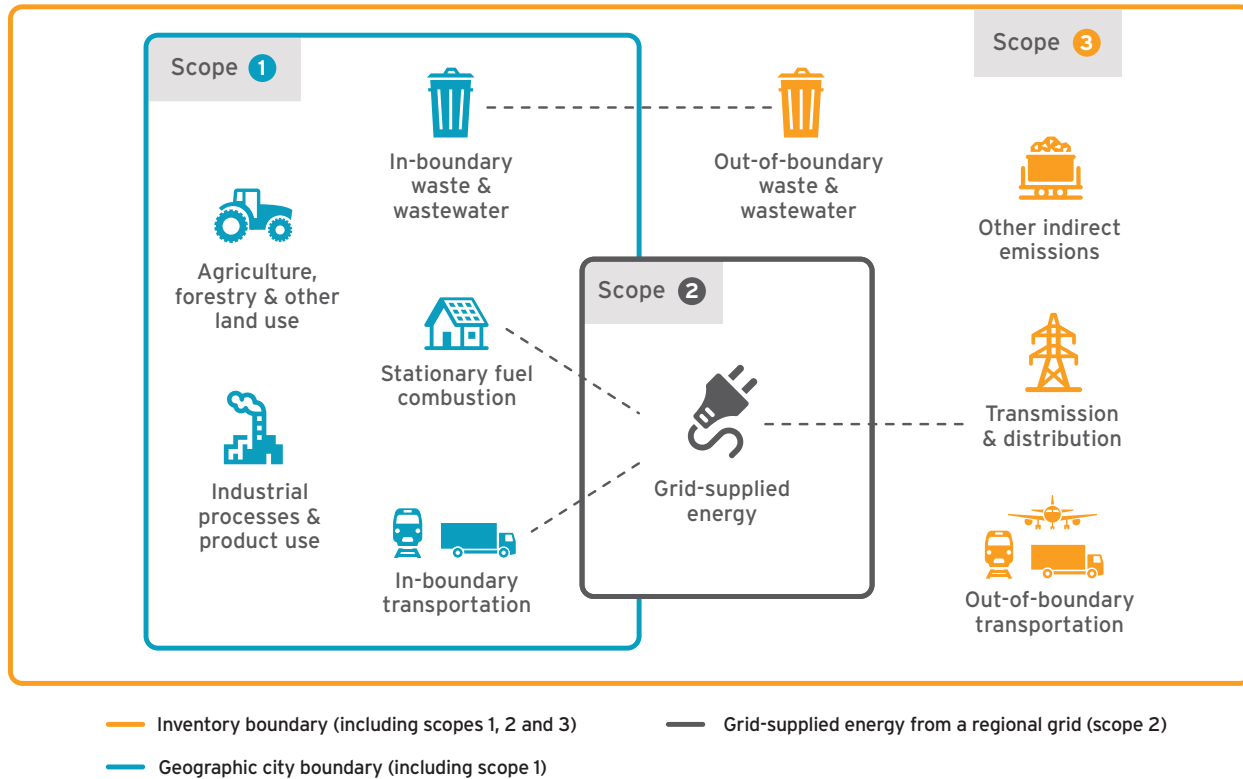 Scope 1
Scope 3
In-boundary
waste &
wastewater
Out-of-boundary
waste &
wastewater
Other indirect
emissions
Agriculture,
forestry & other
land use
Scope 2
Stationary fuel
combustion
Transmission
& distribution
Industrial
processes &
product use
Grid-supplied
energy
In-boundary
transportation
Out-of-boundary
transportation
Inventory boundary (including scopes 1, 2 and 3)
Grid-supplied energy from a regional grid (scope 2)
Geographic city boundary (including scope 1)